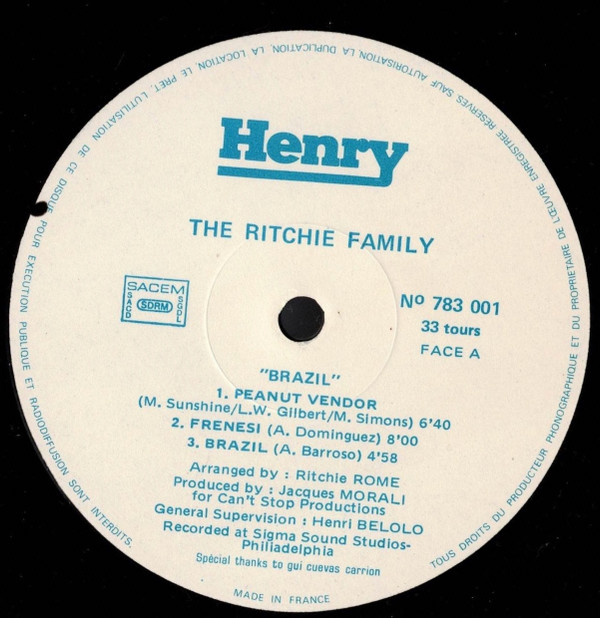 Henry
THE RITCHIE FAMILY
SACEM
SACD
SDRM
SGDL
Nº 783 001
33 tours
FACE A
"BRAZIL"
1. PEANUT VENDOR
(M. Sunshine/L.W. Gilbert/M. Simons) 6'40
2. FRENESI (A. Dominguez) 8'00
3. BRAZIL (A. Barroso) 4'58
Arranged by : Ritchie ROME
Produced by : Jacques MORALI
for Can't Stop Productions
General Supervision : Henri BELOLO
Recorded at Sigma Sound Studios-
Philadelphia
Spécial thanks to gui cuevas carrion
MADE IN FRANCE
TOUS DROITS DU PRODUCTEUR PHONOGRAPHIQUE ET DU PROPRIETAIRE DE L'ŒUVRE ENREGISTREE RESERVES SAUF AUTORISATION, LA DUPLICATION, LA LOCATION, LE PRET, L'UTILISATION DE CE DISQUE POUR EXECUTION PUBLIQUE ET RADIODIFFUSION SONT INTERDITS.